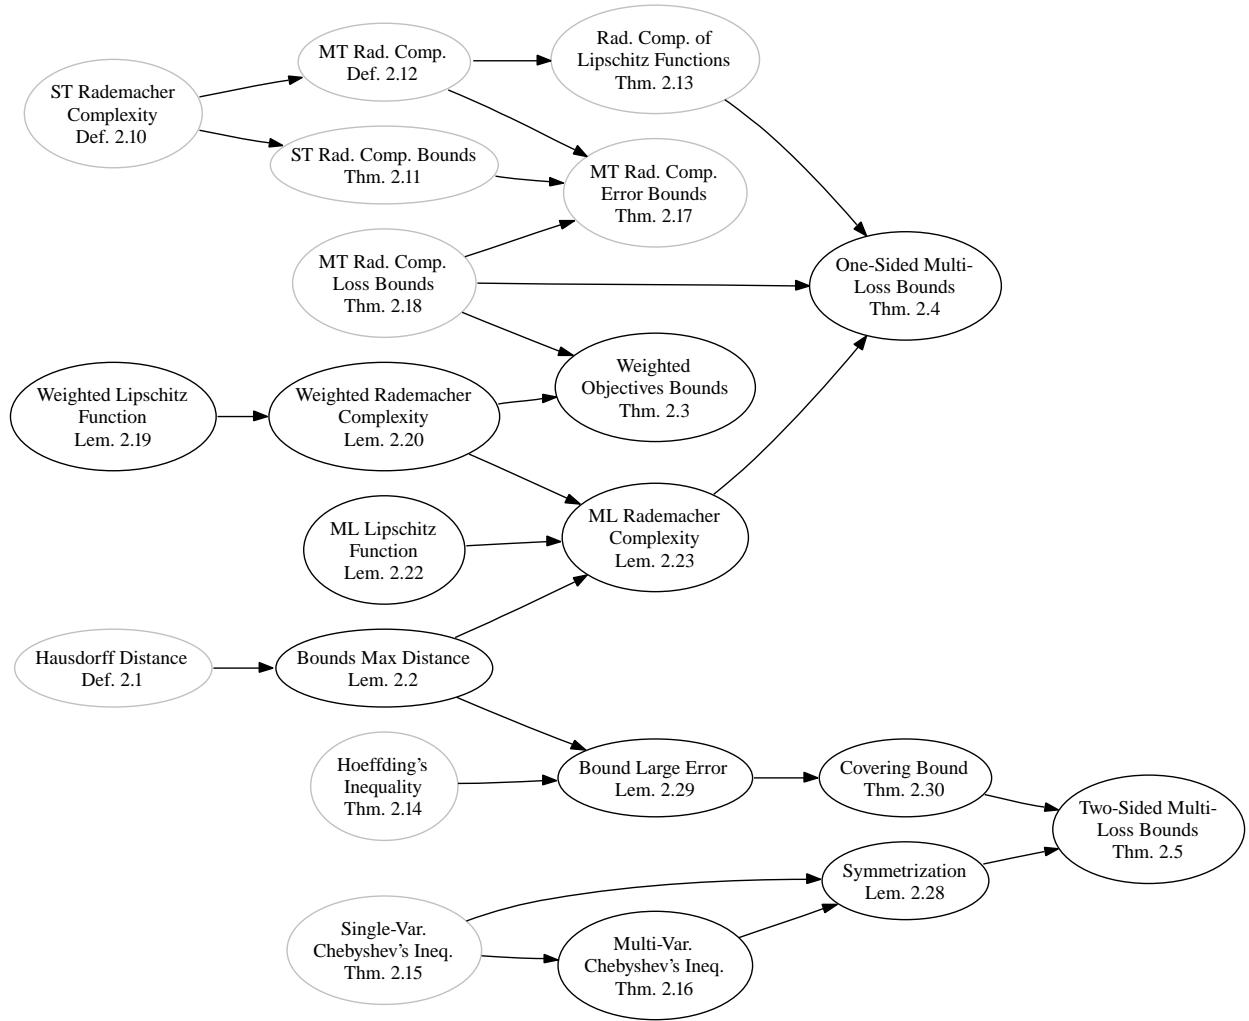 ST Rademacher
Complexity
Def. 2.10
MT Rad. Comp.
Def. 2.12
Rad. Comp. of
Lipschitz Functions
Thm. 2.13
ST Rad. Comp. Bounds
Thm. 2.11
MT Rad. Comp.
Error Bounds
Thm. 2.17
MT Rad. Comp.
Loss Bounds
Thm. 2.18
One-Sided Multi-
Loss Bounds
Thm. 2.4
Weighted
Objectives Bounds
Thm. 2.3
Weighted Lipschitz
Function
Lem. 2.19
Weighted Rademacher
Complexity
Lem. 2.20
ML Lipschitz
Function
Lem. 2.22
ML Rademacher
Complexity
Lem. 2.23
Hausdorff Distance
Def. 2.1
Bounds Max Distance
Lem. 2.2
Hoeffding's
Inequality
Thm. 2.14
Bound Large Error
Lem. 2.29
Covering Bound
Thm. 2.30
Two-Sided Multi-
Loss Bounds
Thm. 2.5
Symmetrization
Lem. 2.28
Single-Var.
Chebyshev's Ineq.
Thm. 2.15
Multi-Var.
Chebyshev's Ineq.
Thm. 2.16